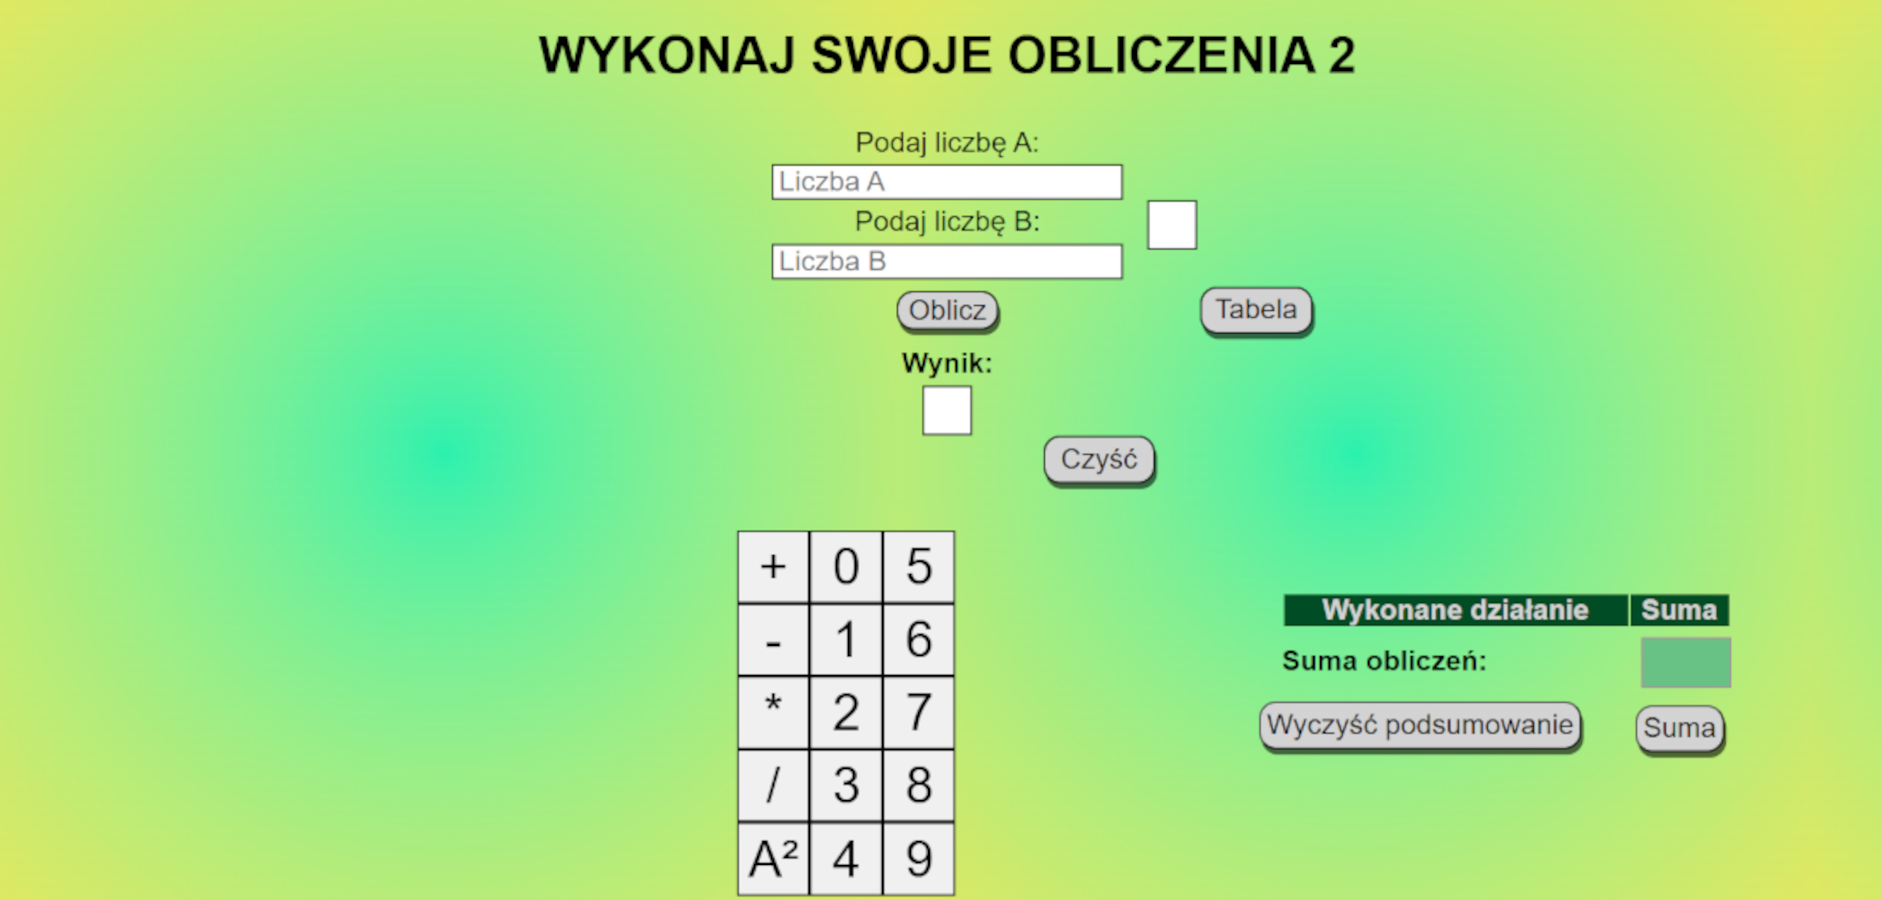 WYKONAJ SWOJE OBLICZENIA 2
Podaj liczbę A:
Liczba A
Podaj liczbę B:
Liczba B
Oblicz
Tabela
Wynik:
Czyść
+ 0 5
- 1 6
* 2 7
/ 3 8
A² 4 9
Wykonane działanie Suma
Suma obliczeń:
Wyczyść podsumowanie Suma